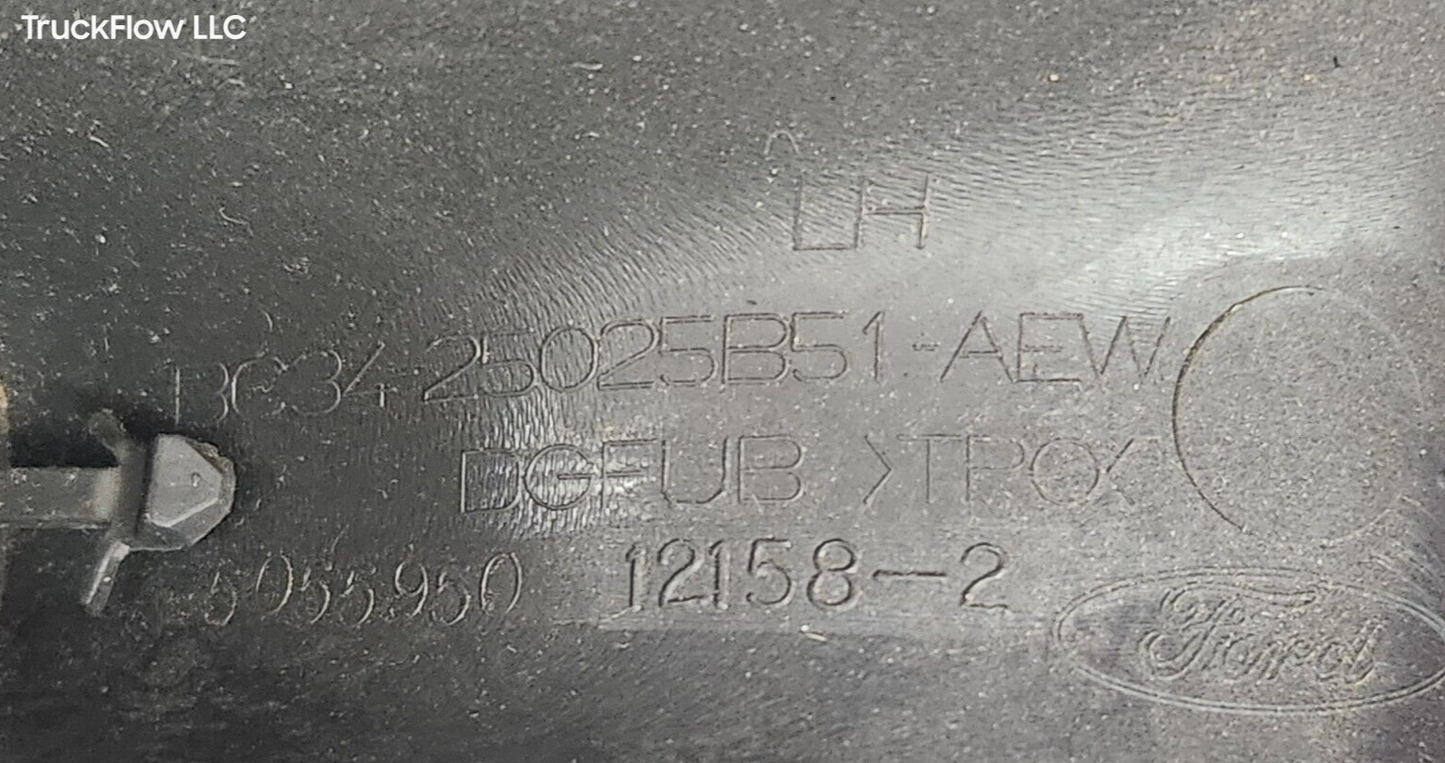 TruckFlow LLC
LH
BC34-25025B51-AEW
DGFUB >TPO<
5055950 12158-2
Ford